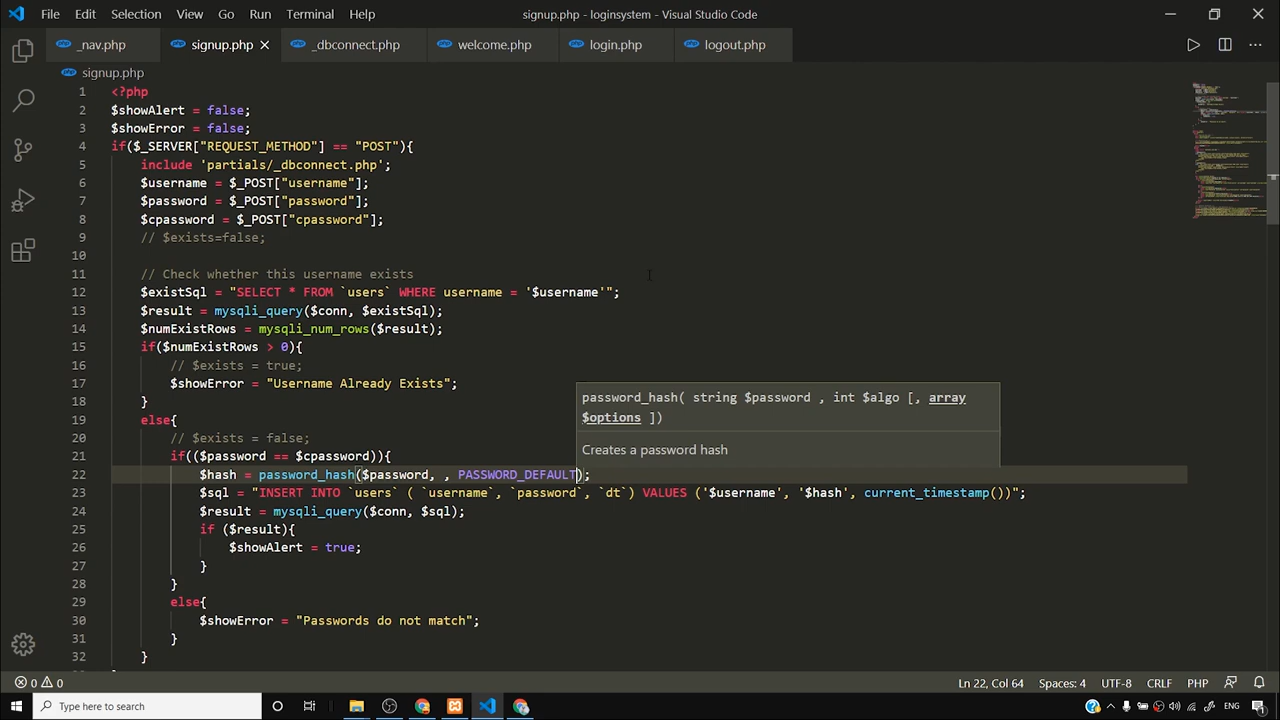 File Edit Selection View Go Run Terminal Help signup.php - loginsystem - Visual Studio Code
_nav.php signup.php _dbconnect.php welcome.php login.php logout.php
signup.php
1 <?php
2 $showAlert = false;
3 $showError = false;
4 if($_SERVER["REQUEST_METHOD"] == "POST"){
5     include 'partials/_dbconnect.php';
6     $username = $_POST["username"];
7     $password = $_POST["password"];
8     $cpassword = $_POST["cpassword"];
9     // $exists=false;
10
11     // Check whether this username exists
12     $existSql = "SELECT * FROM `users` WHERE username = '$username'";
13     $result = mysqli_query($conn, $existSql);
14     $numExistRows = mysqli_num_rows($result);
15     if($numExistRows > 0){
16         // $exists = true;
17         $showError = "Username Already Exists";
18     }
19     else{
20         // $exists = false;
21         if(($password == $cpassword)){
22             $hash = password_hash($password, , PASSWORD_DEFAULT);
23             $sql = "INSERT INTO `users` ( `username`, `password`, `dt`) VALUES ('$username', '$hash', current_timestamp())";
24             $result = mysqli_query($conn, $sql);
25             if ($result){
26                 $showAlert = true;
27             }
28         }
29         else{
30             $showError = "Passwords do not match";
31         }
32     }
password_hash( string $password , int $algo [, array
$options ])
Creates a password hash
0 0 Ln 22, Col 64 Spaces: 4 UTF-8 CRLF PHP
Type here to search ENG